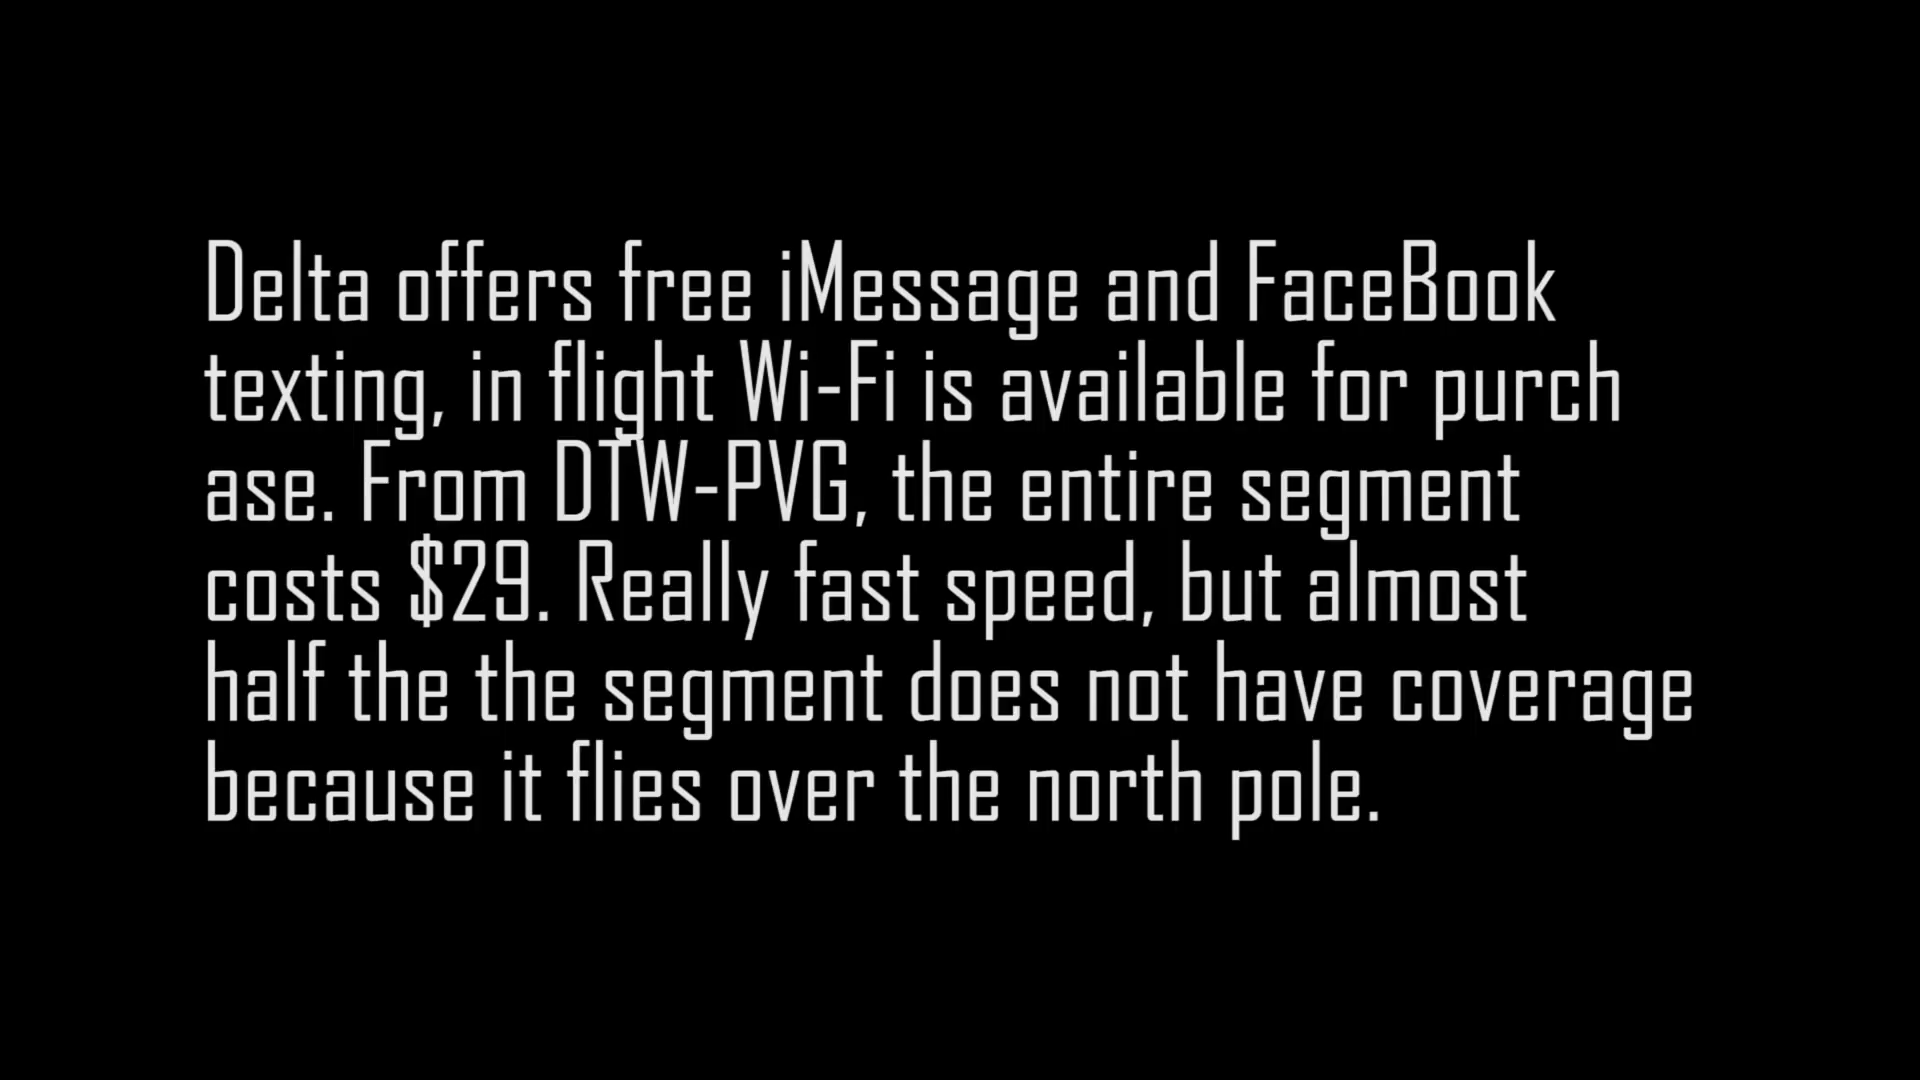 Delta offers free iMessage and FaceBook
texting, in flight Wi-Fi is available for purch
ase. From DTW-PVG, the entire segment
costs $29. Really fast speed, but almost
half the the segment does not have coverage
because it flies over the north pole.